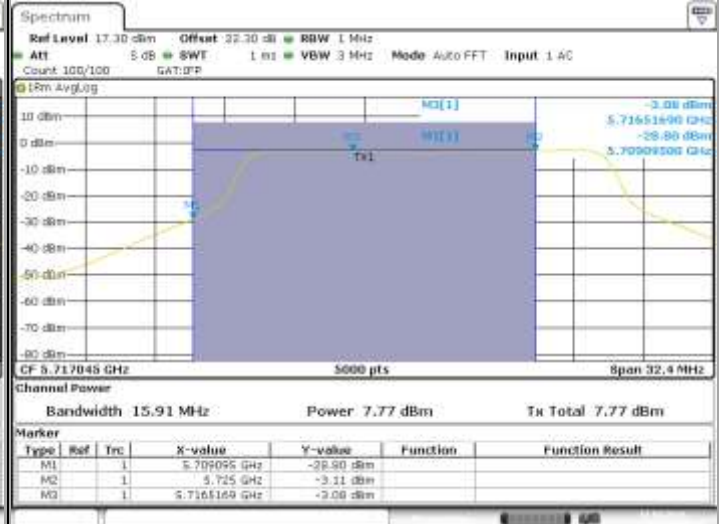 Spectrum
Ref Level 17.30 dBm Offset 22.30 dB RBW 1 MHz
Att 5 dB SWT 1 ms VBW 3 MHz Mode Auto FFT Input 1 AC
Count 100/100 GAT:IFP
1Rm AvgLog
M3[1] -3.08 dBm
5.71651690 GHz
M1[1] -28.80 dBm
5.70909500 GHz
10 dBm
0 dBm
-10 dBm
-20 dBm
-30 dBm
-40 dBm
-50 dBm
-60 dBm
-70 dBm
-80 dBm
M1
M3
M2
Tx1
CF 5.717045 GHz 5000 pts Span 32.4 MHz
Channel Power
Bandwidth 15.91 MHz Power 7.77 dBm Tx Total 7.77 dBm
Marker
Type Ref Trc X-value Y-value Function Function Result
M1 1 5.709095 GHz -28.80 dBm
M2 1 5.725 GHz -3.11 dBm
M3 1 5.7165169 GHz -3.08 dBm